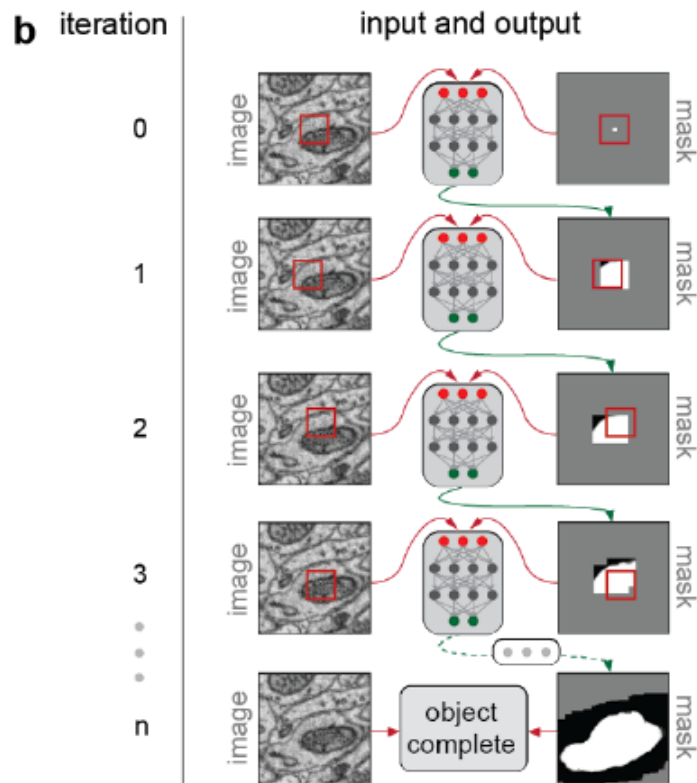 b iteration input and output
0 image mask
1 image mask
2 image mask
3 image mask
n image object complete mask